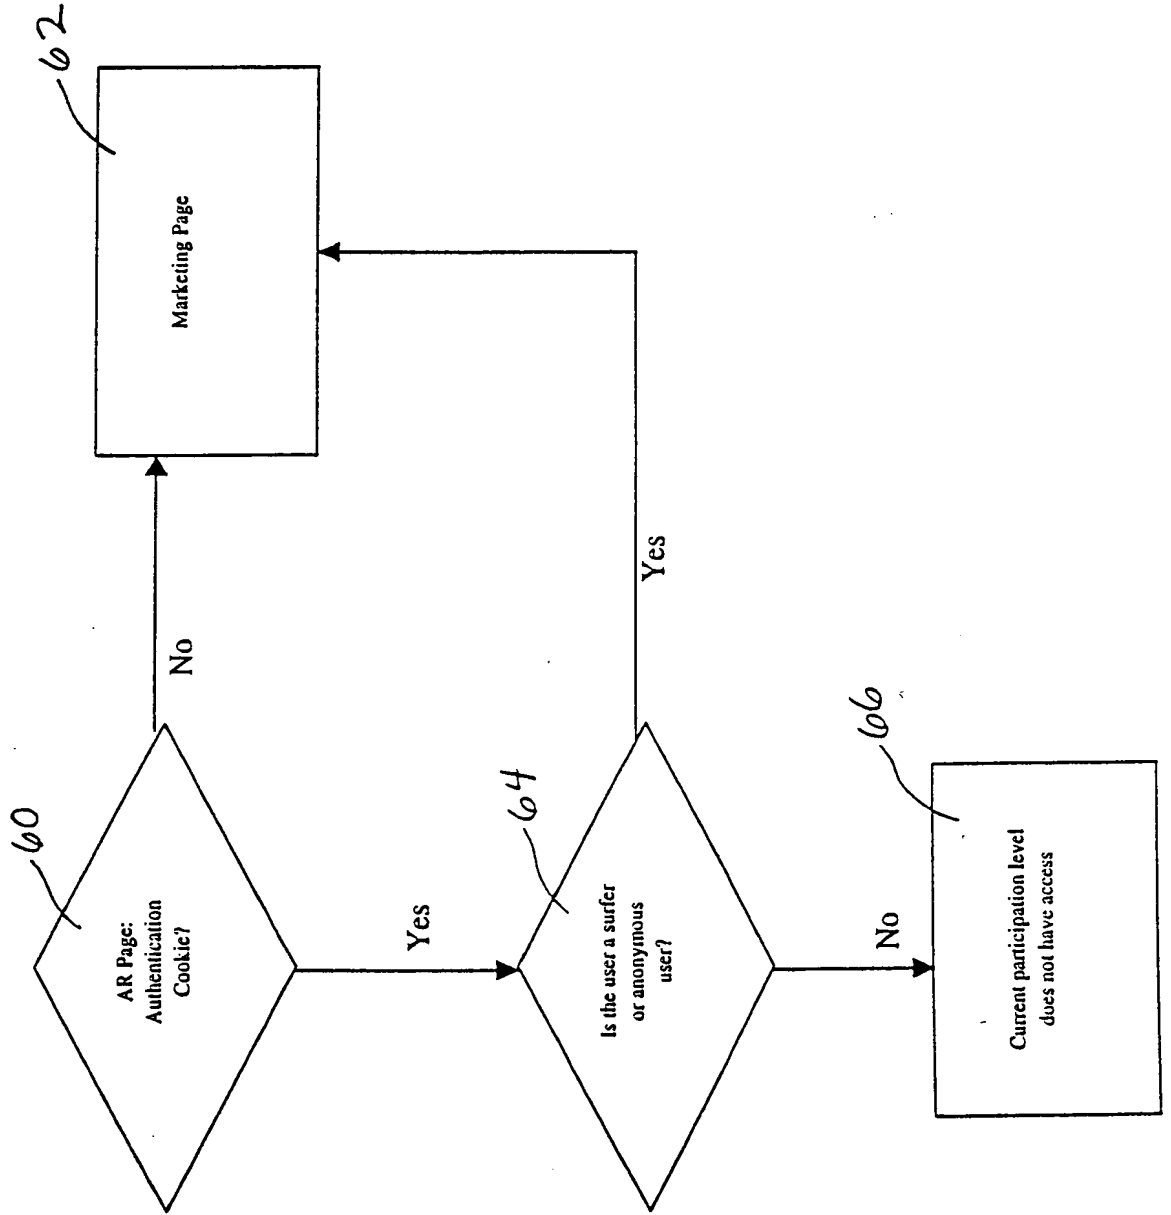 60
AR Page:
Authentication
Cookie?
No
62
Marketing Page
Yes
64
Is the user a surfer
or anonymous
user?
Yes
No
66
Current participation level
does not have access